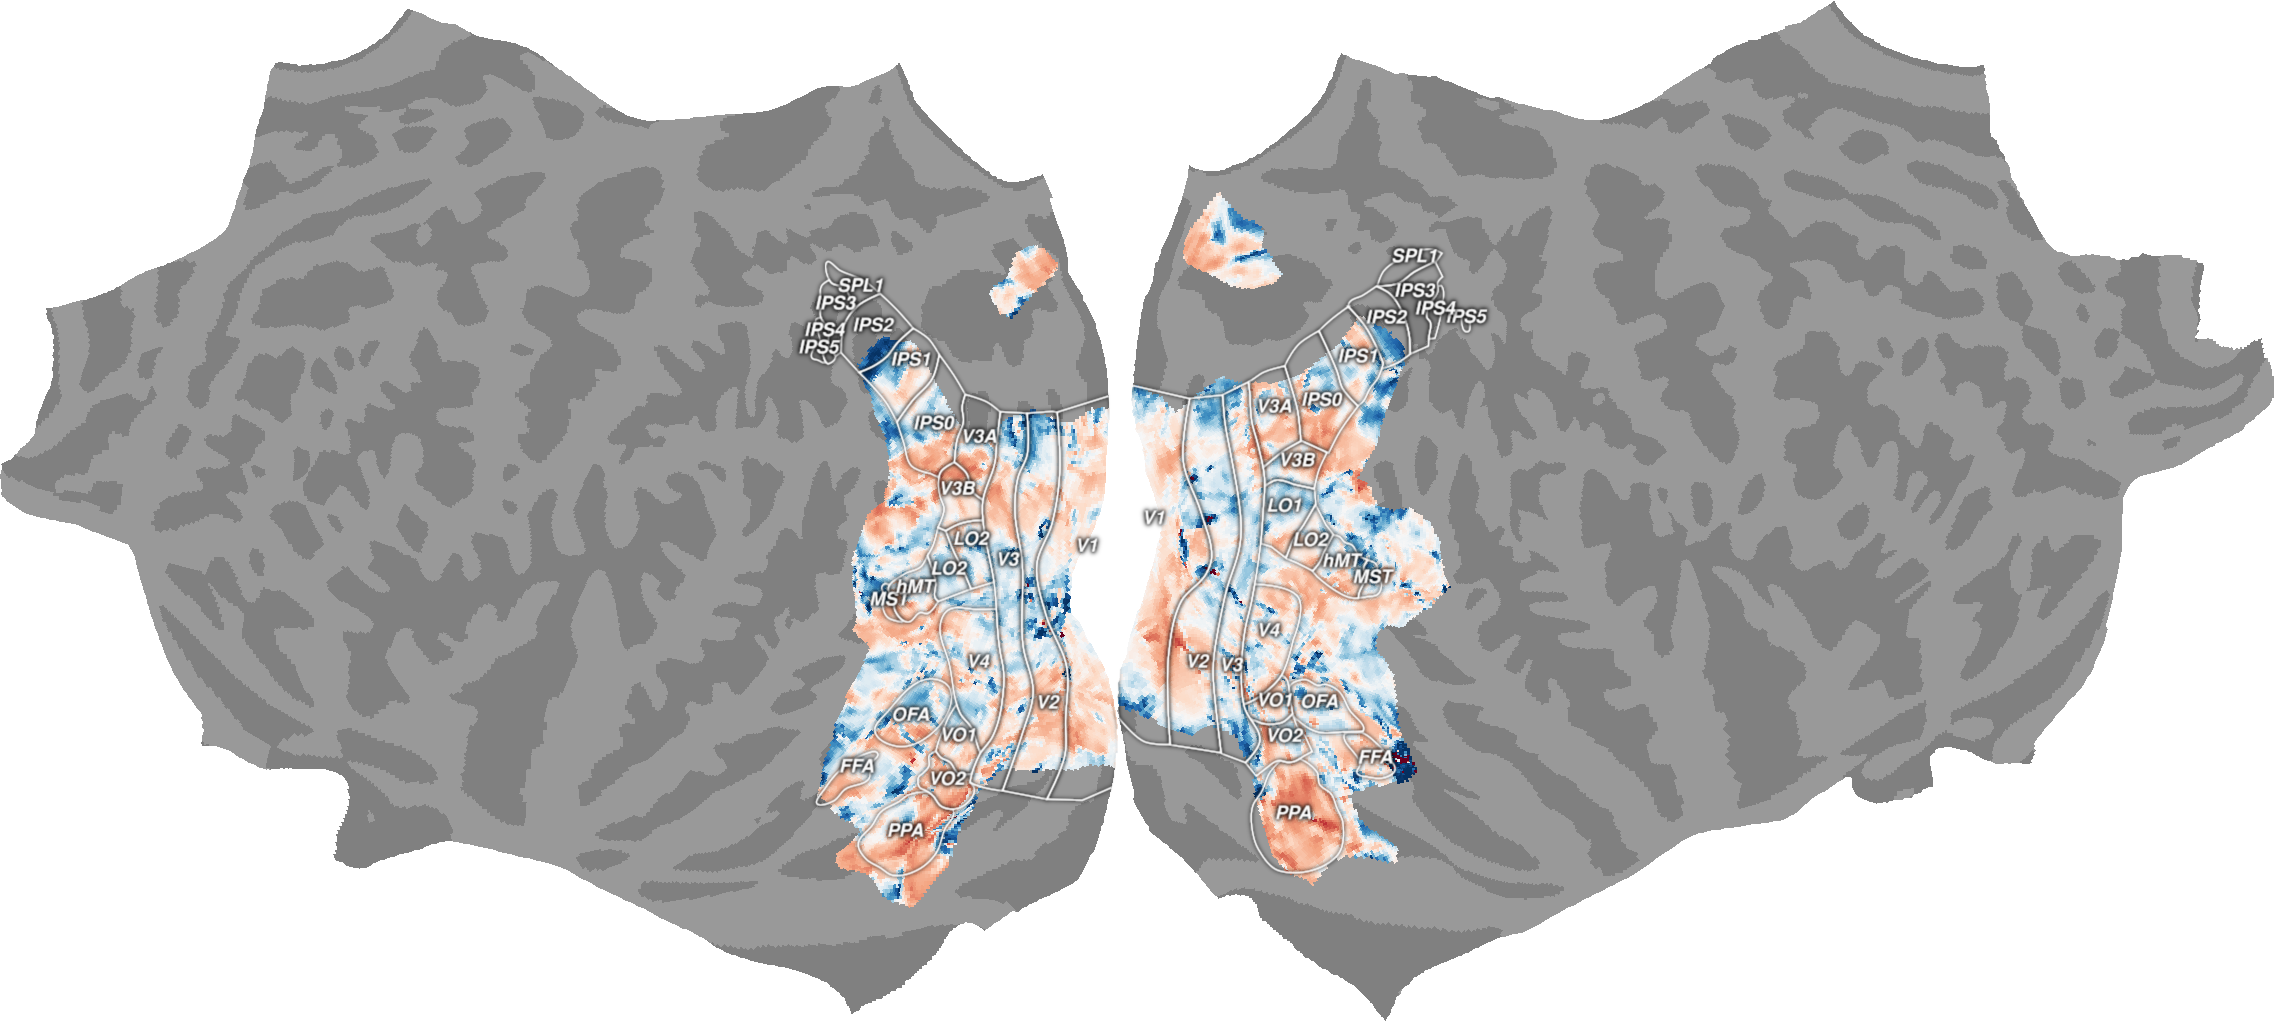 SPL1
IPS3
IPS2
IPS4
IPS5
IPS1
IPS0
V3A
V3B
LO2
V3
V1
LO2
hMT
MST
V4
V2
OFA
VO1
FFA
VO2
PPA
SPL1
IPS3
IPS4
IPS5
IPS2
IPS1
IPS0
V3A
V3B
LO1
V1
LO2
hMT
MST
V4
V2
V3
VO1
OFA
VO2
FFA
PPA